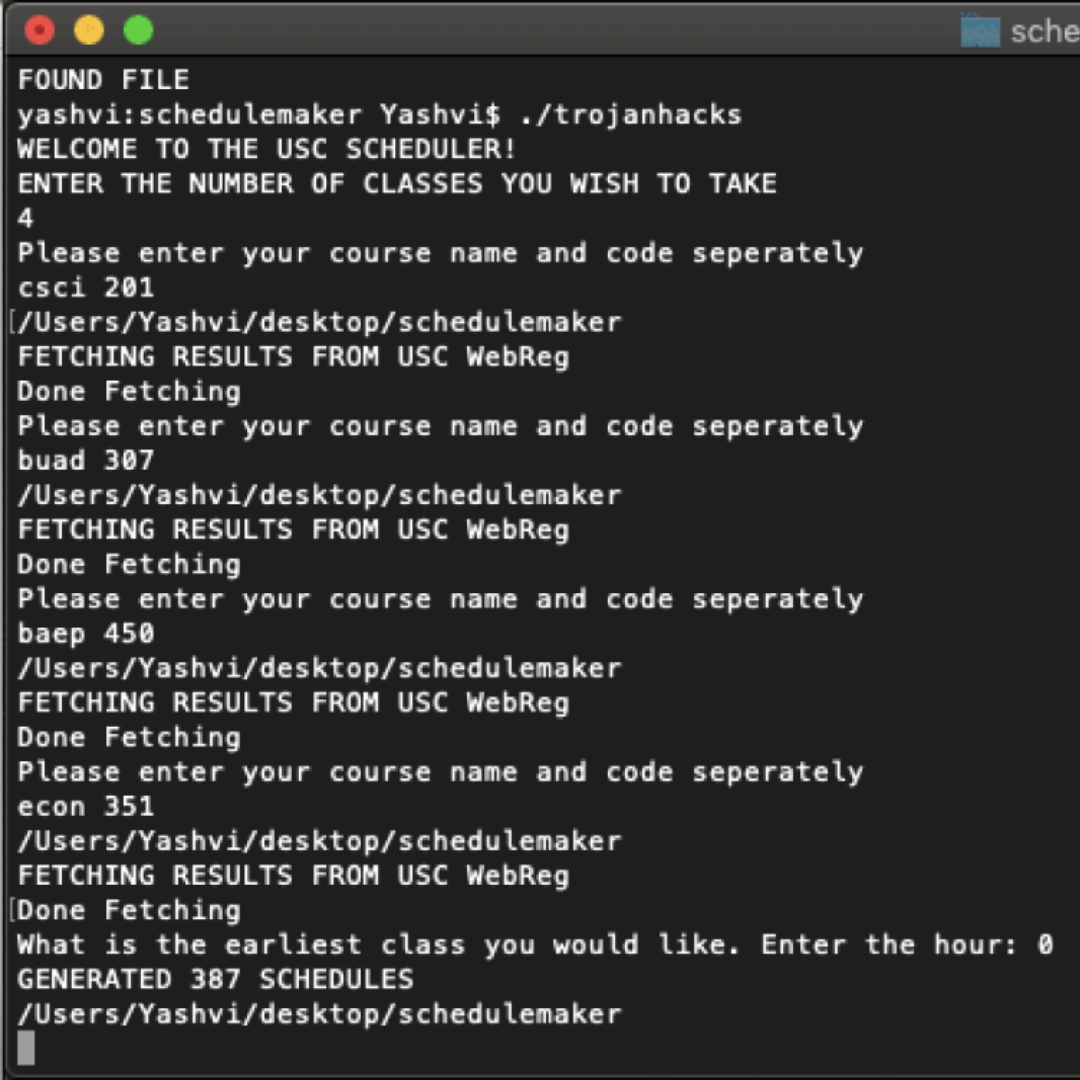 sche
FOUND FILE
yashvi:schedulemaker Yashvi$ ./trojanhacks
WELCOME TO THE USC SCHEDULER!
ENTER THE NUMBER OF CLASSES YOU WISH TO TAKE
4
Please enter your course name and code seperately
csci 201
[/Users/Yashvi/desktop/schedulemaker
FETCHING RESULTS FROM USC WebReg
Done Fetching
Please enter your course name and code seperately
buad 307
/Users/Yashvi/desktop/schedulemaker
FETCHING RESULTS FROM USC WebReg
Done Fetching
Please enter your course name and code seperately
baep 450
/Users/Yashvi/desktop/schedulemaker
FETCHING RESULTS FROM USC WebReg
Done Fetching
Please enter your course name and code seperately
econ 351
/Users/Yashvi/desktop/schedulemaker
FETCHING RESULTS FROM USC WebReg
[Done Fetching
What is the earliest class you would like. Enter the hour: 0
GENERATED 387 SCHEDULES
/Users/Yashvi/desktop/schedulemaker